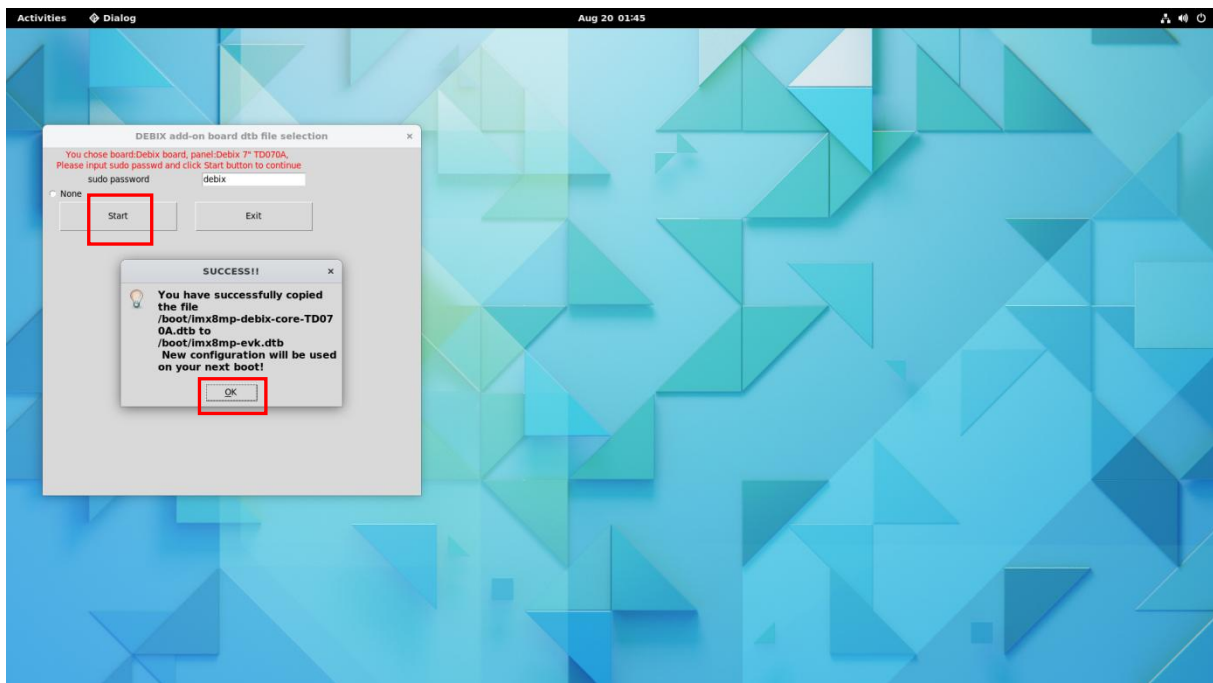 Activities Dialog Aug 20 01:45
DEBIX add-on board dtb file selection ×
You chose board:Debix board, panel:Debix 7" TD070A,
Please input sudo passwd and click Start button to continue
sudo password debix
None
Start Exit
SUCCESS!! ×
You have successfully copied
the file
/boot/imx8mp-debix-core-TD07
0A.dtb to
/boot/imx8mp-evk.dtb
New configuration will be used
on your next boot!
OK